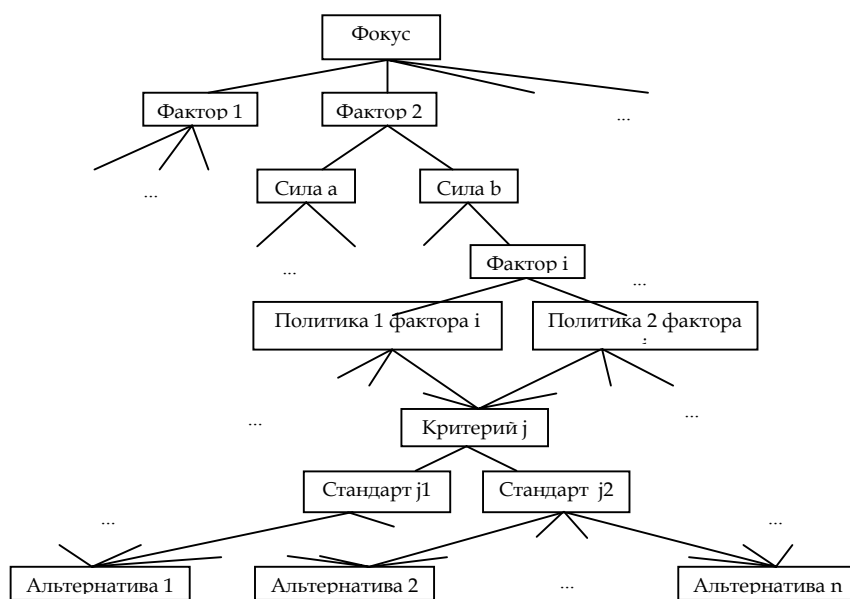 Фокус
Фактор 1
Фактор 2
...
...
Сила a
Сила b
...
Фактор i
...
Политика 1 фактора i
Политика 2 фактора
...
...
Критерий j
Стандарт j1
Стандарт j2
...
...
Альтернатива 1
Альтернатива 2
...
Альтернатива n